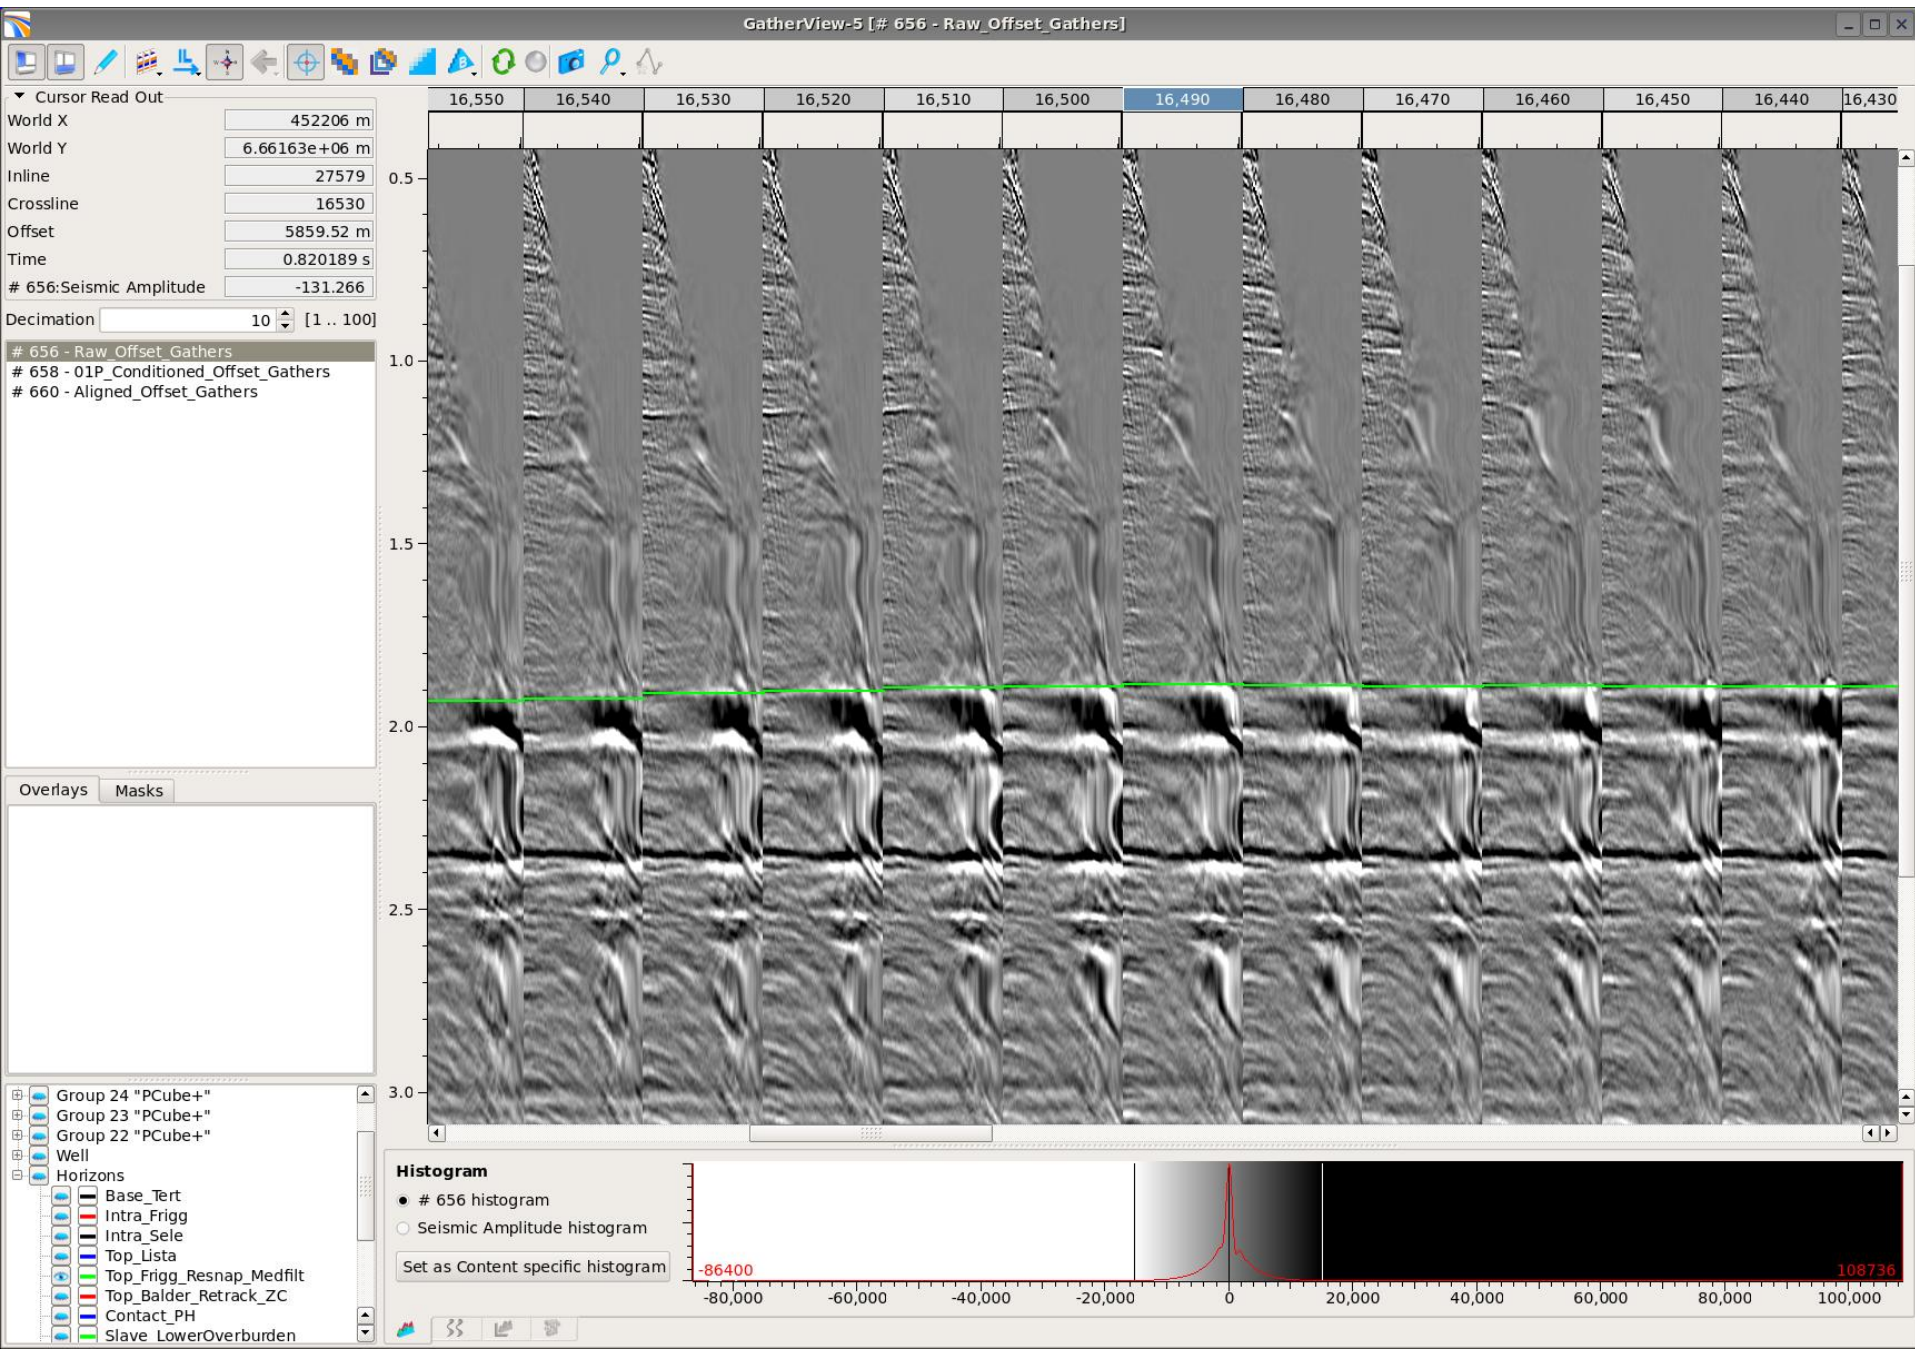 GatherView-5 [# 656 - Raw_Offset_Gathers]
Cursor Read Out
World X 452206 m
World Y 6.66163e+06 m
Inline 27579
Crossline 16530
Offset 5859.52 m
Time 0.820189 s
# 656:Seismic Amplitude -131.266
Decimation 10 [1 .. 100]
# 656 - Raw_Offset_Gathers
# 658 - 01P_Conditioned_Offset_Gathers
# 660 - Aligned_Offset_Gathers
Overlays Masks
Group 24 "PCube+"
Group 23 "PCube+"
Group 22 "PCube+"
Well
Horizons
Base_Tert
Intra_Frigg
Intra_Sele
Top_Lista
Top_Frigg_Resnap_Medfilt
Top_Balder_Retrack_ZC
Contact_PH
Slave_LowerOverburden
16,550 16,540 16,530 16,520 16,510 16,500 16,490 16,480 16,470 16,460 16,450 16,440 16,430
0.5
1.0
1.5
2.0
2.5
3.0
Histogram
# 656 histogram
Seismic Amplitude histogram
Set as Content specific histogram
-86400 108736
-80,000 -60,000 -40,000 -20,000 0 20,000 40,000 60,000 80,000 100,000